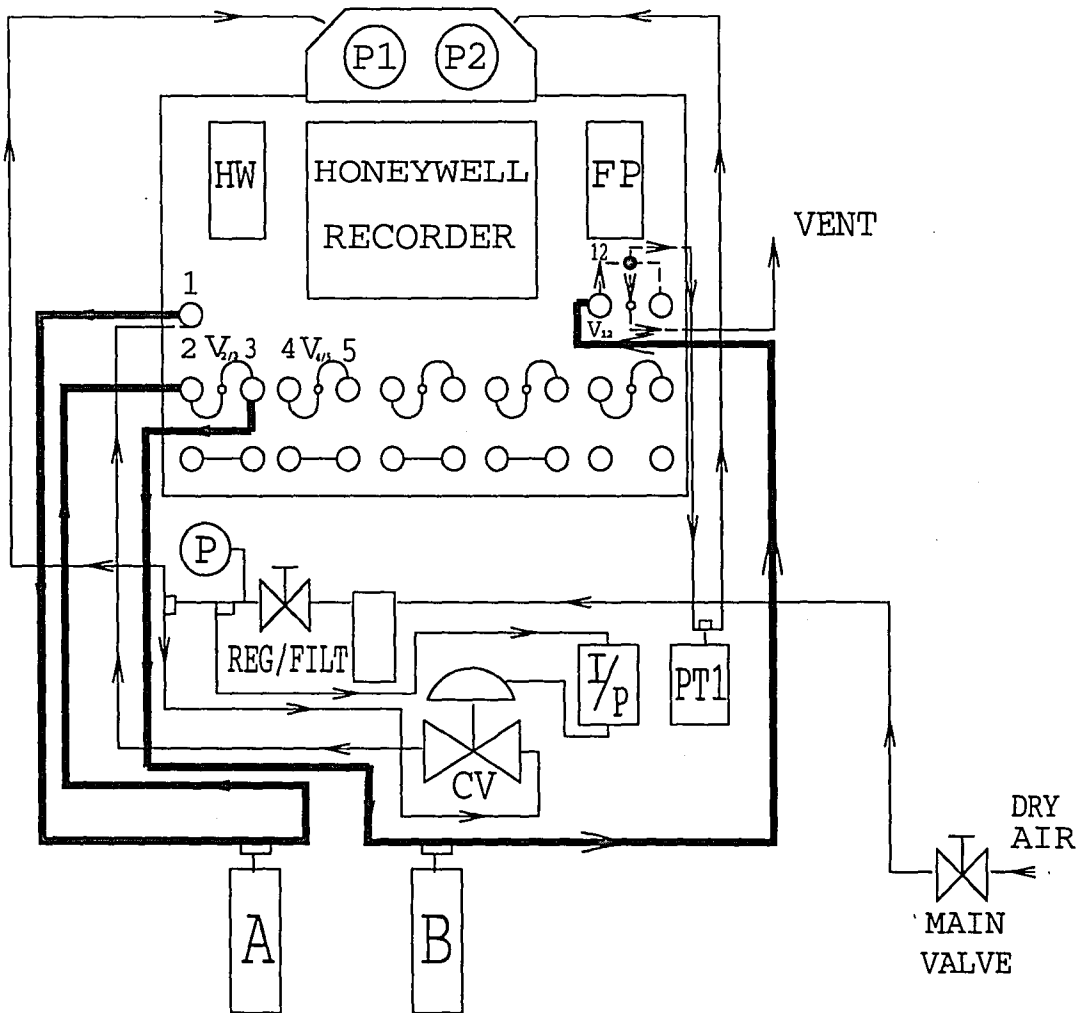 P1 P2
HW
HONEYWELL
RECORDER
FP
VENT
12
1
V12
2 V2/3 3 4 V4/5 5
P
REG/FILT
I/P
PT1
CV
DRY
AIR
MAIN
VALVE
A
B